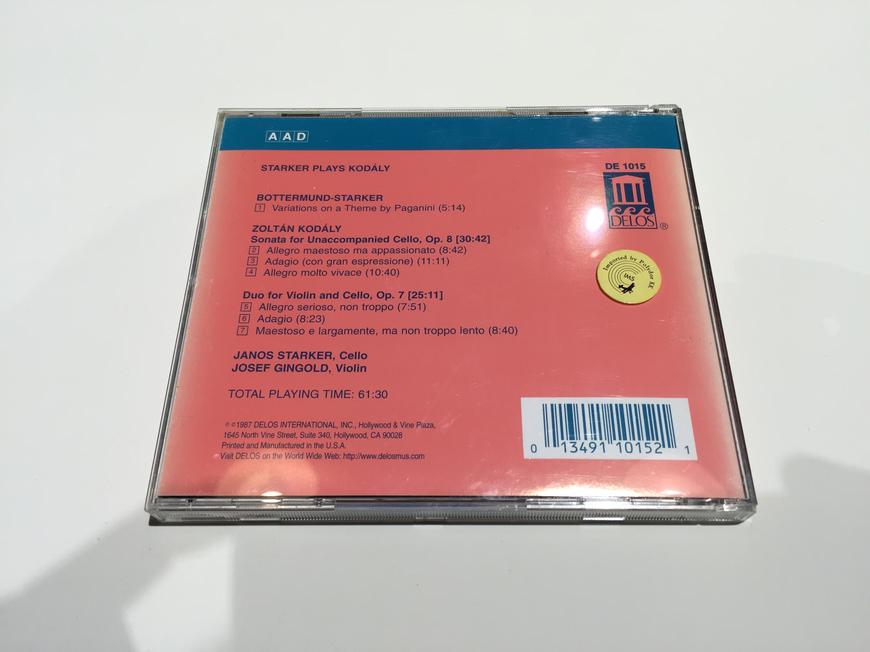 AAD
STARKER PLAYS KODÁLY
DE 1015
DELOS ®
BOTTERMUND-STARKER
1 Variations on a Theme by Paganini (5:14)
ZOLTÁN KODÁLY
Sonata for Unaccompanied Cello, Op. 8 [30:42]
2 Allegro maestoso ma appassionato (8:42)
3 Adagio (con gran espressione) (11:11)
4 Allegro molto vivace (10:40)
Imported by Polydor KK
IMS
Duo for Violin and Cello, Op. 7 [25:11]
5 Allegro serioso, non troppo (7:51)
6 Adagio (8:23)
7 Maestoso e largamente, ma non troppo lento (8:40)
JANOS STARKER, Cello
JOSEF GINGOLD, Violin
TOTAL PLAYING TIME: 61:30
℗ ©1987 DELOS INTERNATIONAL, INC., Hollywood & Vine Plaza,
1645 North Vine Street, Suite 340, Hollywood, CA 90028
Printed and Manufactured in the U.S.A.
Visit DELOS on the World Wide Web: http://www.delosmus.com
0 13491 10152 1